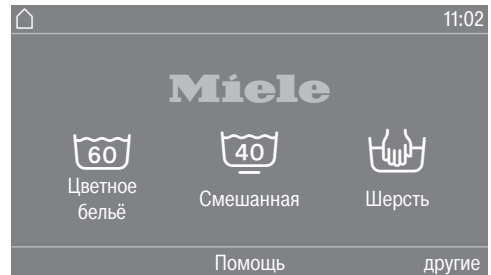 11:02
Miele
60
40
Цветное
бельё
Смешанная
Шерсть
Помощь
другие